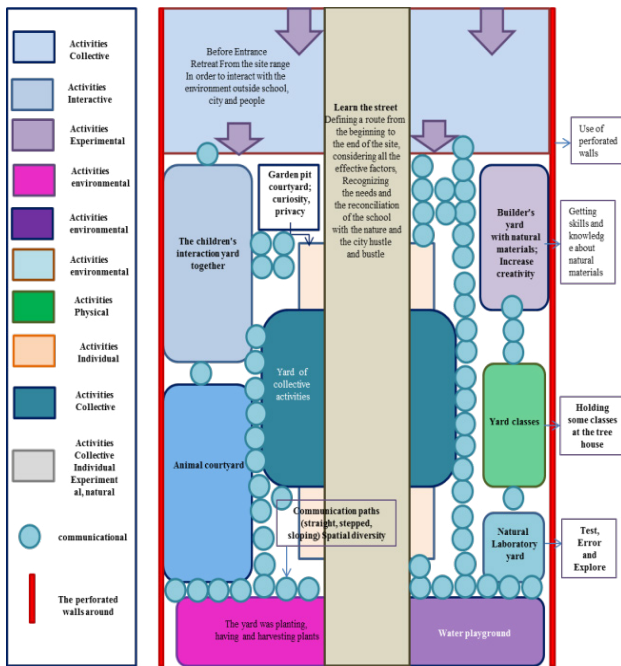 Activities
Collective
Activities
Interactive
Activities
Experimental
Activities
environmental
Activities
environmental
Activities
environmental
Activities
Physical
Activities
Individual
Activities
Collective
Activities
Collective
Individual
Experiment
al, natural
communicational
The perforated
walls around
Before Entrance
Retreat From the site range
In order to interact with the
environment outside school,
city and people
Learn the street
Defining a route from
the beginning to
the end of the site,
considering all the
effective factors,
Recognizing
the needs and
the reconciliation of
the school with the
nature and the city hustle
and bustle
Garden pit
courtyard;
curiosity,
privacy
The children's
interaction yard
together
Yard of
collective
activities
Animal courtyard
Communication paths
(straight, stepped,
sloping) Spatial diversity
The yard was planting,
having and harvesting plants
Water playground
Builder's
yard
with natural
materials;
Increase
creativity
Yard classes
Natural
Laboratory
yard
Use of
perforated
walls
Getting skills and
knowledg
e about
natural
materials
Holding
some classes
at the tree
house
Test,
Error
and
Explore